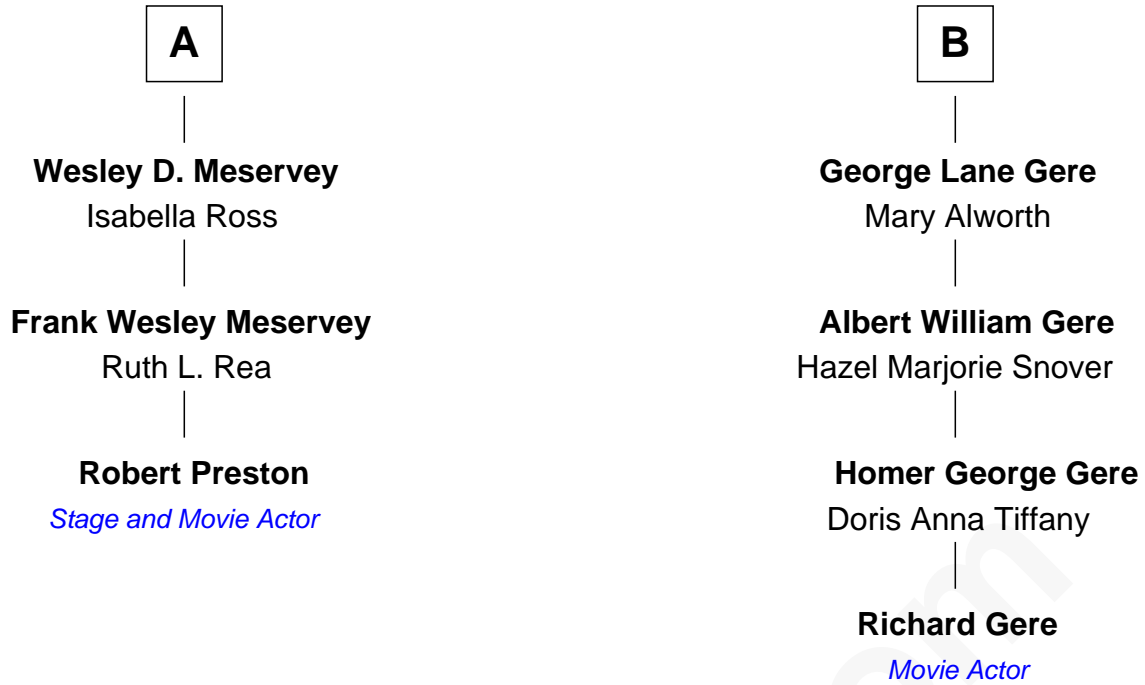 A
Wesley D. Meservey
Isabella Ross
Frank Wesley Meservey
Ruth L. Rea
Robert Preston
Stage and Movie Actor
B
George Lane Gere
Mary Alworth
Albert William Gere
Hazel Marjorie Snover
Homer George Gere
Doris Anna Tiffany
Richard Gere
Movie Actor